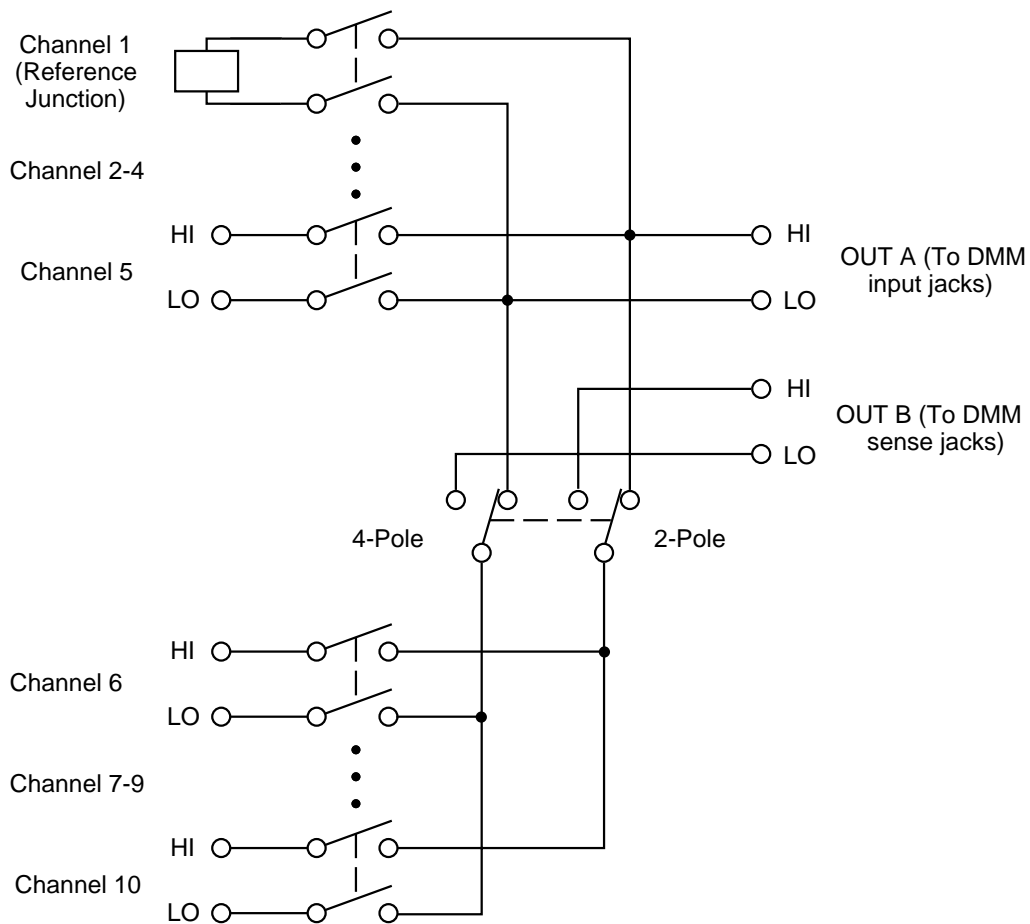 Channel 1
(Reference
Junction)
Channel 2-4
HI
Channel 5
LO
HI
LO
OUT A (To DMM
input jacks)
HI
LO
OUT B (To DMM
sense jacks)
4-Pole
2-Pole
HI
Channel 6
LO
Channel 7-9
HI
Channel 10
LO